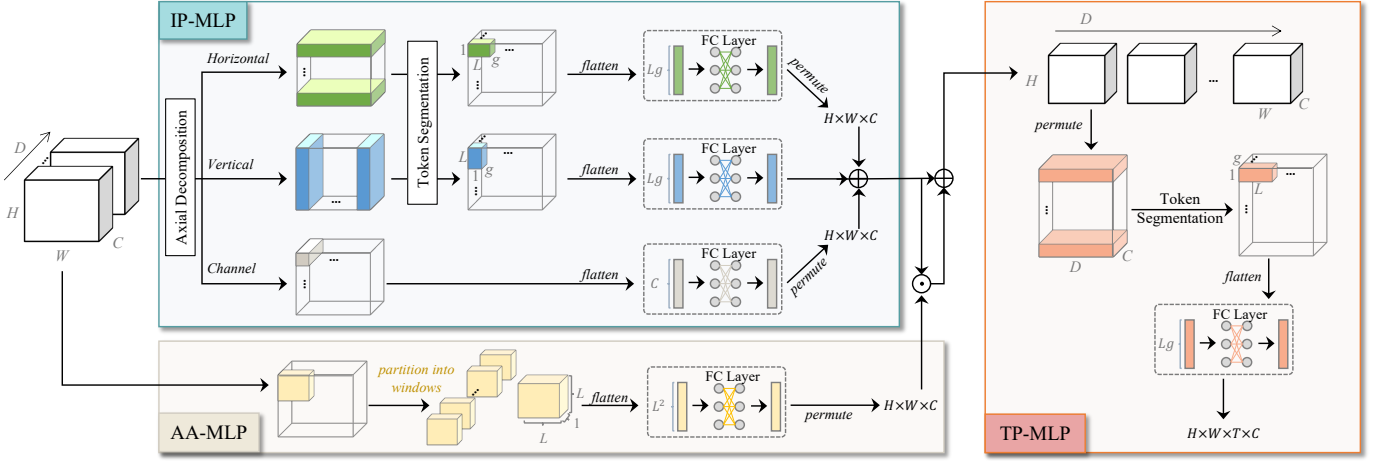 IP-MLP
Horizontal
Vertical
Channel
Axial Decomposition
D
H
W
C
...
Token Segmentation
1
L
g
...
L
1
g
...
...
flatten
flatten
flatten
Lg
FC Layer
Lg
FC Layer
C
FC Layer
permute
H×W×C
H×W×C
permute
AA-MLP
partition into
windows
L
L
1
flatten
L²
FC Layer
permute
H×W×C
TP-MLP
D
H
...
W
C
permute
...
D
C
Token
Segmentation
g
1
L
...
flatten
Lg
FC Layer
H×W×T×C